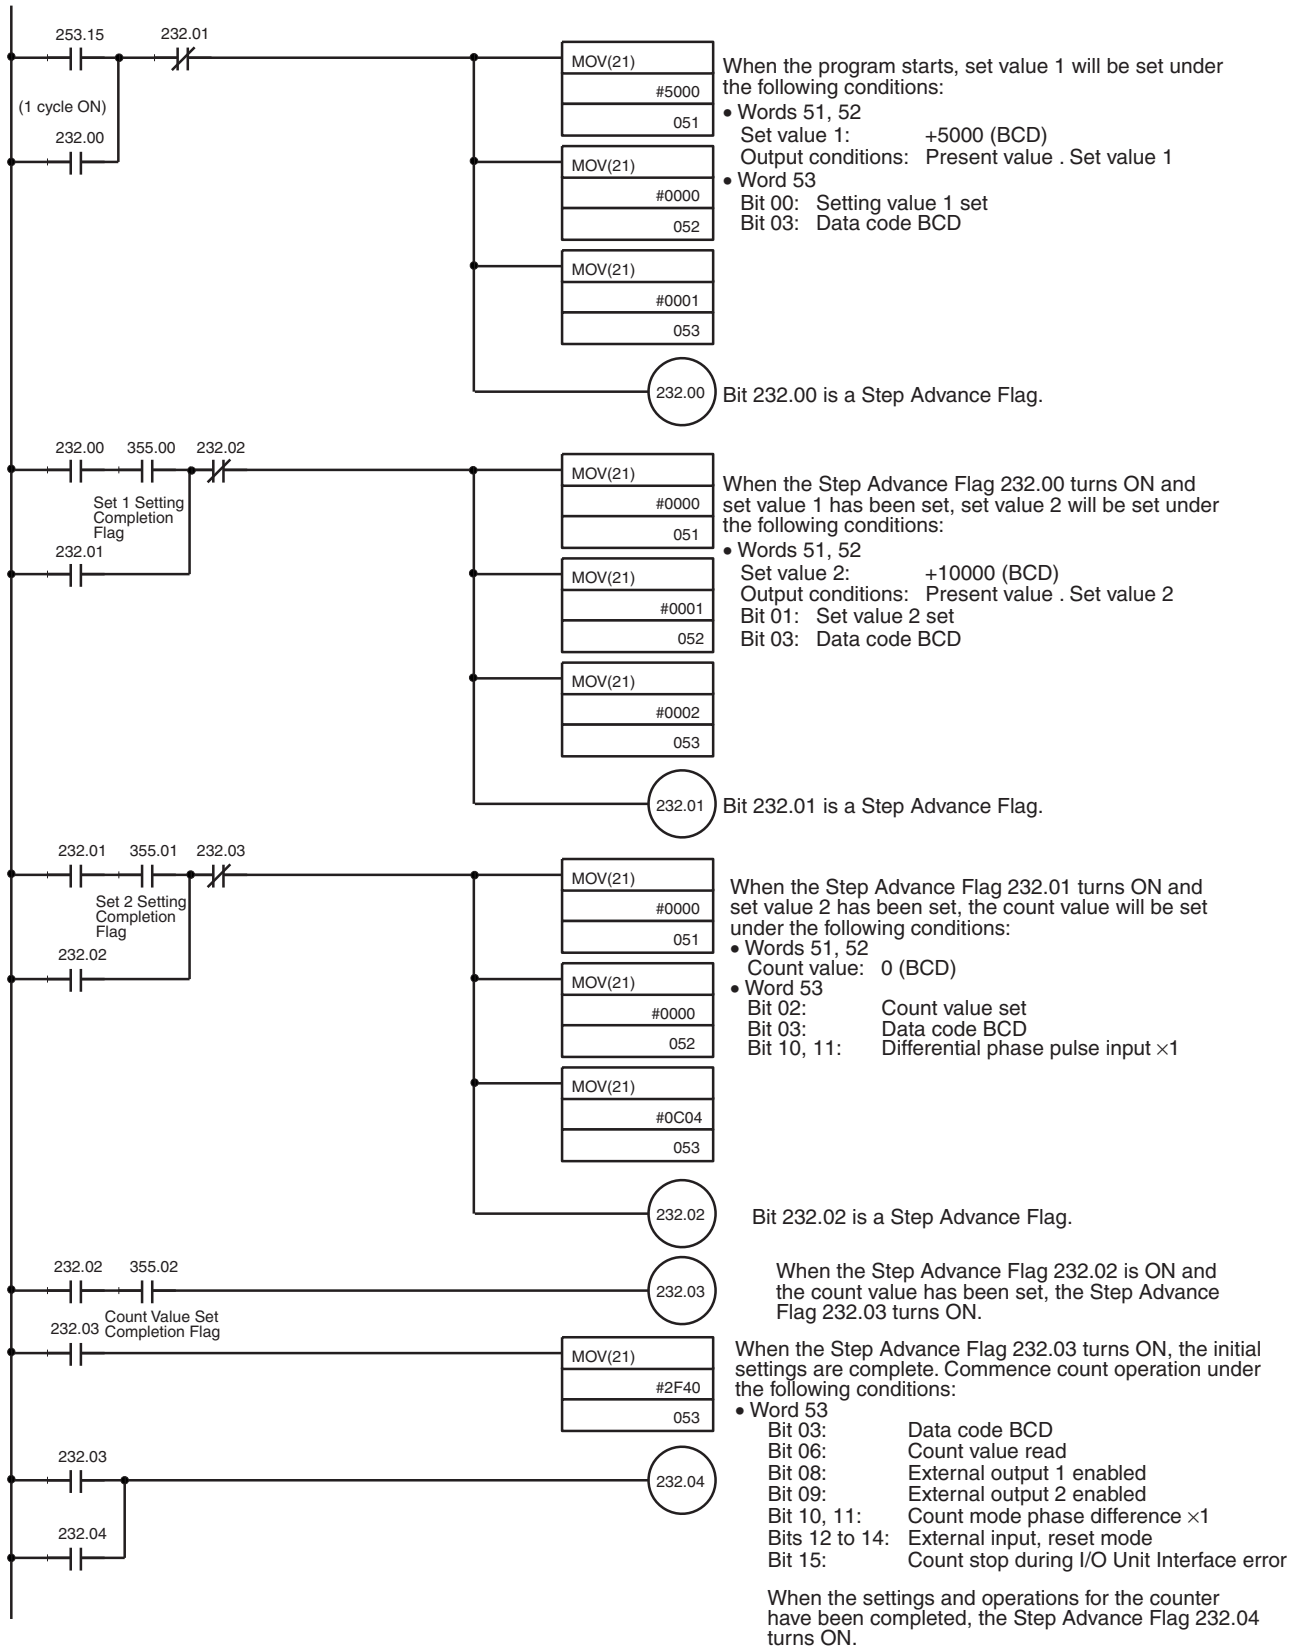 253.15 232.01
(1 cycle ON)
232.00
MOV(21)
#5000
051
MOV(21)
#0000
052
MOV(21)
#0001
053
232.00
When the program starts, set value 1 will be set under
the following conditions:
• Words 51, 52
Set value 1: +5000 (BCD)
Output conditions: Present value . Set value 1
• Word 53
Bit 00: Setting value 1 set
Bit 03: Data code BCD
Bit 232.00 is a Step Advance Flag.
232.00 355.00 232.02
Set 1 Setting
Completion
Flag
232.01
MOV(21)
#0000
051
MOV(21)
#0001
052
MOV(21)
#0002
053
232.01
When the Step Advance Flag 232.00 turns ON and
set value 1 has been set, set value 2 will be set under
the following conditions:
• Words 51, 52
Set value 2: +10000 (BCD)
Output conditions: Present value . Set value 2
Bit 01: Set value 2 set
Bit 03: Data code BCD
Bit 232.01 is a Step Advance Flag.
232.01 355.01 232.03
Set 2 Setting
Completion
Flag
232.02
MOV(21)
#0000
051
MOV(21)
#0000
052
MOV(21)
#0C04
053
232.02
When the Step Advance Flag 232.01 turns ON and
set value 2 has been set, the count value will be set
under the following conditions:
• Words 51, 52
Count value: 0 (BCD)
• Word 53
Bit 02: Count value set
Bit 03: Data code BCD
Bit 10, 11: Differential phase pulse input ×1
Bit 232.02 is a Step Advance Flag.
232.02 355.02
Count Value Set
Completion Flag
232.03
When the Step Advance Flag 232.02 is ON and
the count value has been set, the Step Advance
Flag 232.03 turns ON.
232.03
MOV(21)
#2F40
053
When the Step Advance Flag 232.03 turns ON, the initial
settings are complete. Commence count operation under
the following conditions:
• Word 53
Bit 03: Data code BCD
Bit 06: Count value read
Bit 08: External output 1 enabled
Bit 09: External output 2 enabled
Bit 10, 11: Count mode phase difference ×1
Bits 12 to 14: External input, reset mode
Bit 15: Count stop during I/O Unit Interface error
232.03
232.04
232.04
When the settings and operations for the counter
have been completed, the Step Advance Flag 232.04
turns ON.